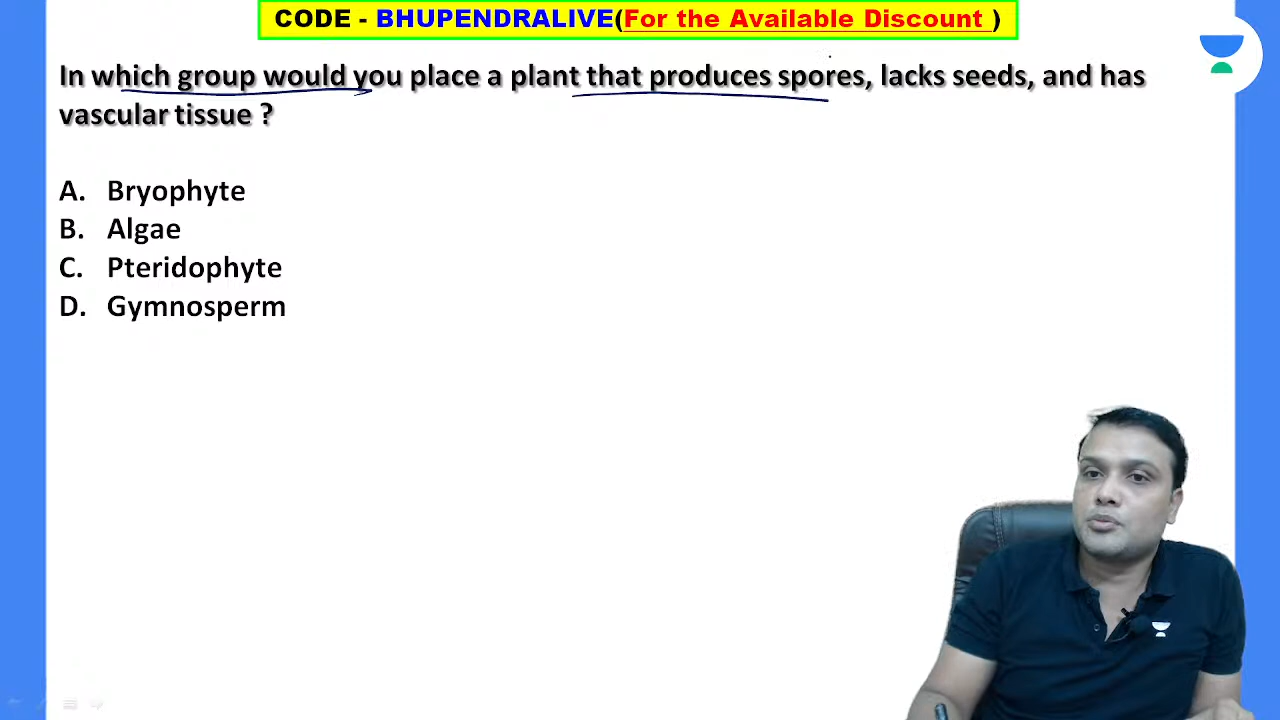 CODE - BHUPENDRALIVE(For the Available Discount )
In which group would you place a plant that produces spores, lacks seeds, and has
vascular tissue ?
A. Bryophyte
B. Algae
C. Pteridophyte
D. Gymnosperm